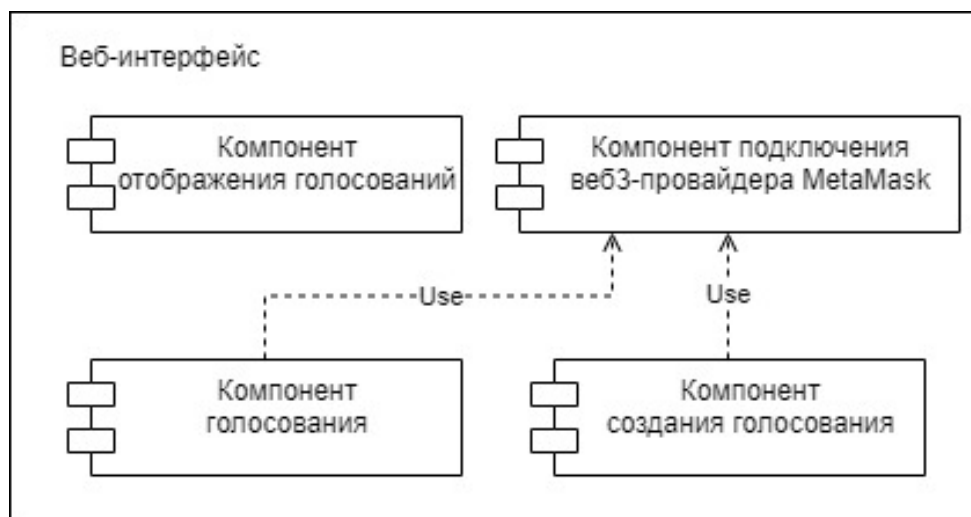 Веб-интерфейс
Компонент
отображения голосований
Компонент подключения
веб3-провайдера MetaMask
Use
Use
Компонент
голосования
Компонент
создания голосования